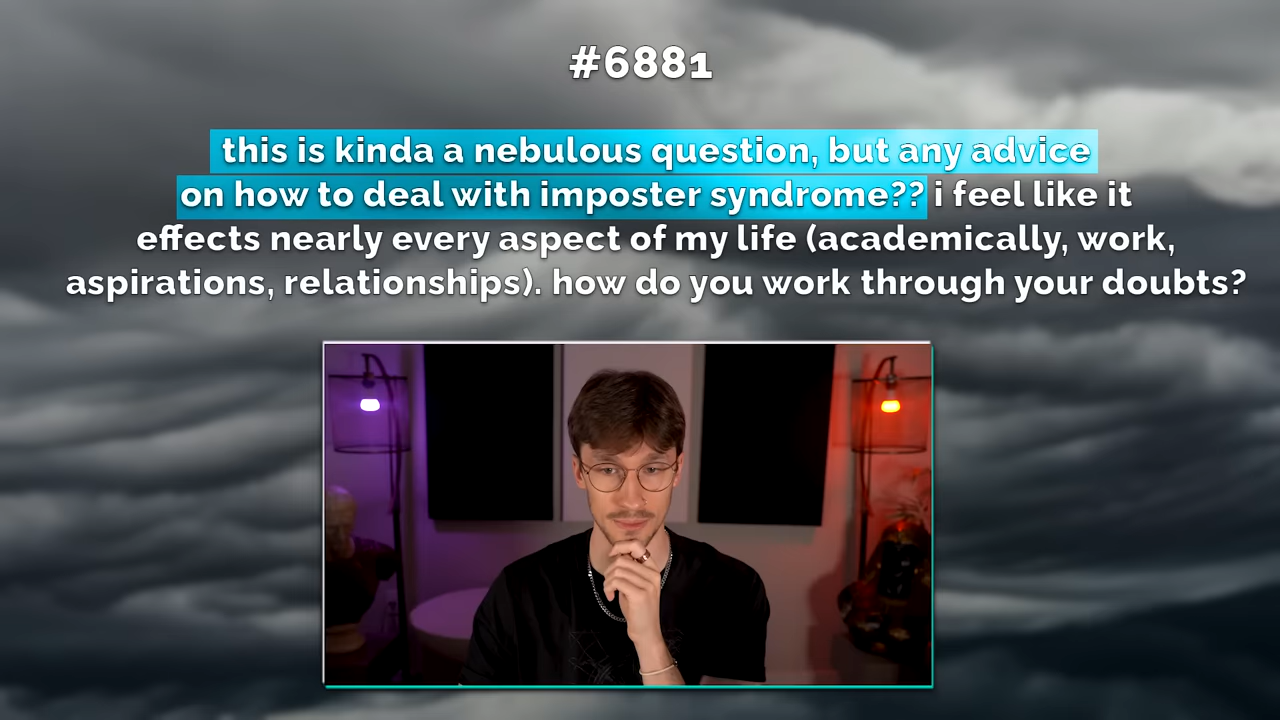 #6881
this is kinda a nebulous question, but any advice
on how to deal with imposter syndrome?? i feel like it
effects nearly every aspect of my life (academically, work,
aspirations, relationships). how do you work through your doubts?